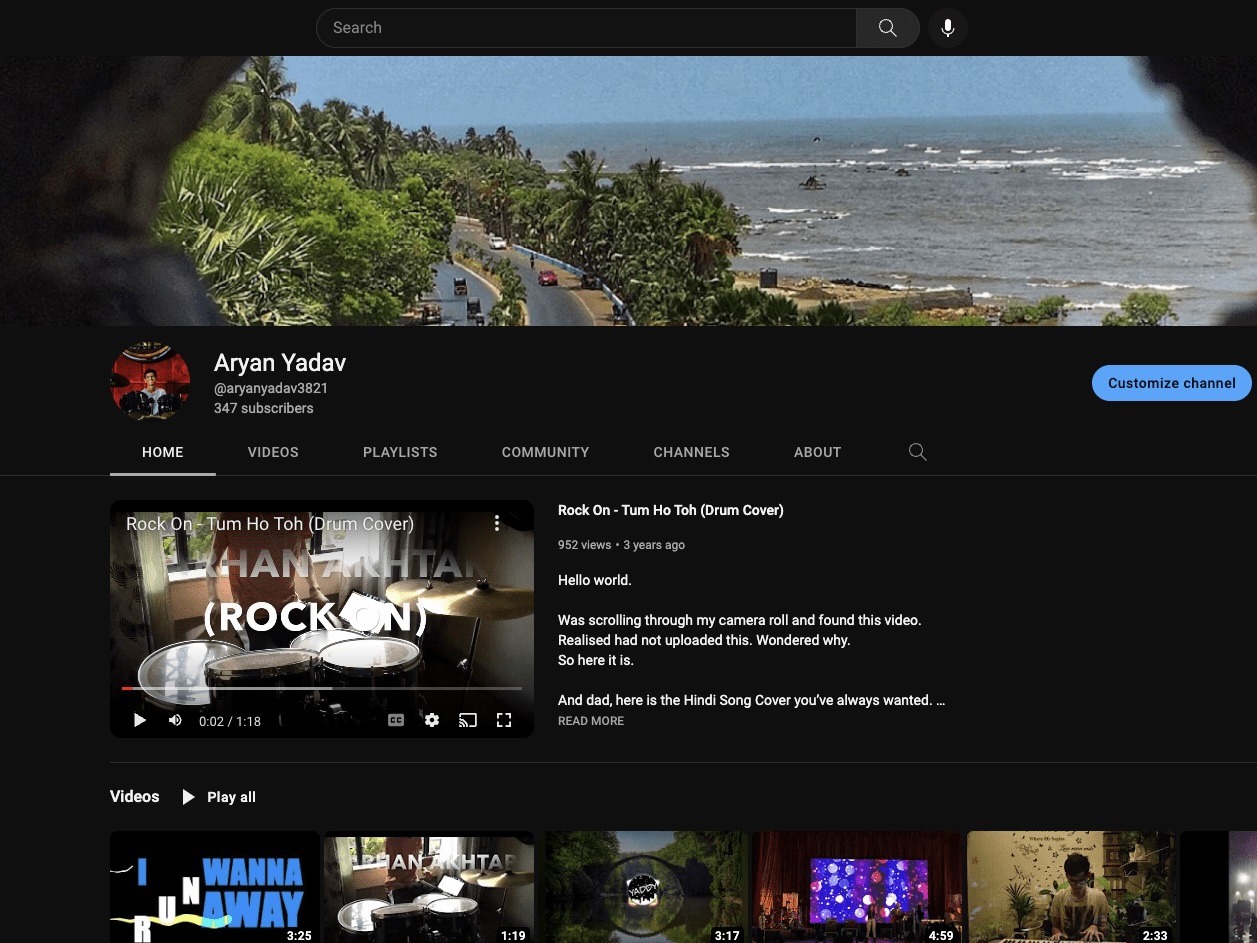 Search
Aryan Yadav
@aryanyadav3821
347 subscribers
Customize channel
HOME
VIDEOS
PLAYLISTS
COMMUNITY
CHANNELS
ABOUT
Rock On - Tum Ho Toh (Drum Cover)
RHAN AKHTAR
(ROCK ON)
0:02 / 1:18
CC
Rock On - Tum Ho Toh (Drum Cover)
952 views • 3 years ago
Hello world.
Was scrolling through my camera roll and found this video.
Realised had not uploaded this. Wondered why.
So here it is.
And dad, here is the Hindi Song Cover you’ve always wanted. ...
READ MORE
Videos
Play all
I WANNA
RUN AWAY
3:25
ARHAN AKHTAR
1:19
YADDY
3:17
4:59
2:33